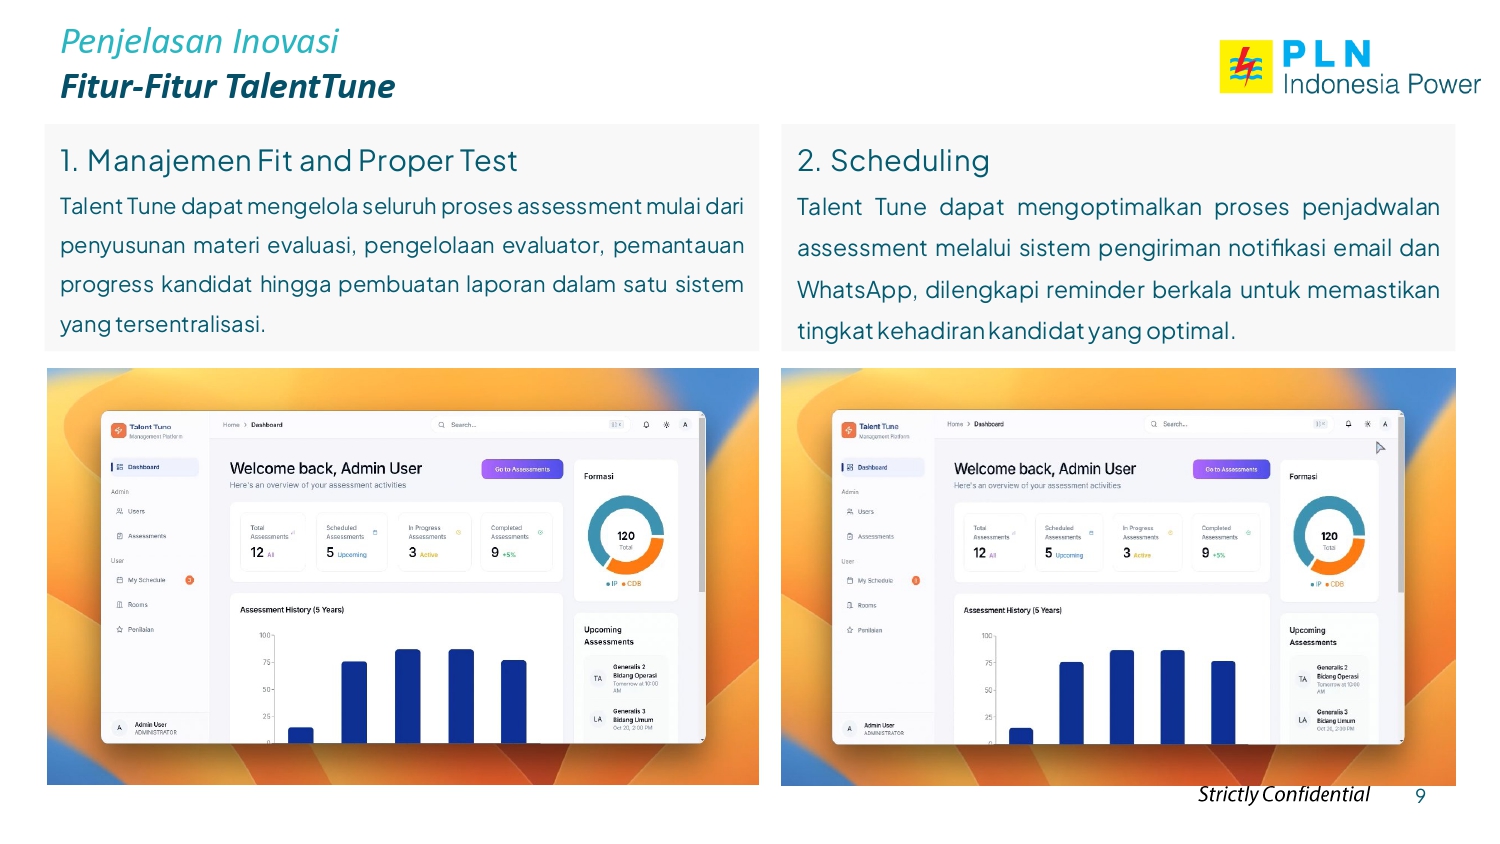 Penjelasan Inovasi
Fitur-Fitur TalentTune
PLN
Indonesia Power
1. Manajemen Fit and Proper Test
Talent Tune dapat mengelola seluruh proses assessment mulai dari
penyusunan materi evaluasi, pengelolaan evaluator, pemantauan
progress kandidat hingga pembuatan laporan dalam satu sistem
yang tersentralisasi.
2. Scheduling
Talent Tune dapat mengoptimalkan proses penjadwalan
assessment melalui sistem pengiriman notifikasi email dan
WhatsApp, dilengkapi reminder berkala untuk memastikan
tingkat kehadiran kandidat yang optimal.
Talent Tune
Management Platform
Home > Dashboard
Search...
A
Dashboard
Admin
Users
Assessments
User
My Schedule
Rooms
Penilaian
A
Admin User
ADMINISTRATOR
Welcome back, Admin User
Here's an overview of your assessment activities
Go to Assessments
Total
Assessments
12 All
Scheduled
Assessments
5 Upcoming
In Progress
Assessments
3 Active
Completed
Assessments
9 +5%
Assessment History (5 Years)
100
75
50
25
0
Formasi
120
Total
IP CDB
Upcoming
Assessments
TA
Generalis 2
Bidang Operasi
Tomorrow at 10:00
AM
LA
Generalis 3
Bidang Umum
Oct 20, 2:00 PM
Talent Tune
Management Platform
Home > Dashboard
Search...
A
Dashboard
Admin
Users
Assessments
User
My Schedule
Rooms
Penilaian
A
Admin User
ADMINISTRATOR
Welcome back, Admin User
Here's an overview of your assessment activities
Go to Assessments
Total
Assessments
12 All
Scheduled
Assessments
5 Upcoming
In Progress
Assessments
3 Active
Completed
Assessments
9 +5%
Assessment History (5 Years)
100
75
50
25
0
Formasi
120
Total
IP CDB
Upcoming
Assessments
TA
Generalis 2
Bidang Operasi
Tomorrow at 10:00
AM
LA
Generalis 3
Bidang Umum
Oct 20, 2:00 PM
Strictly Confidential
9